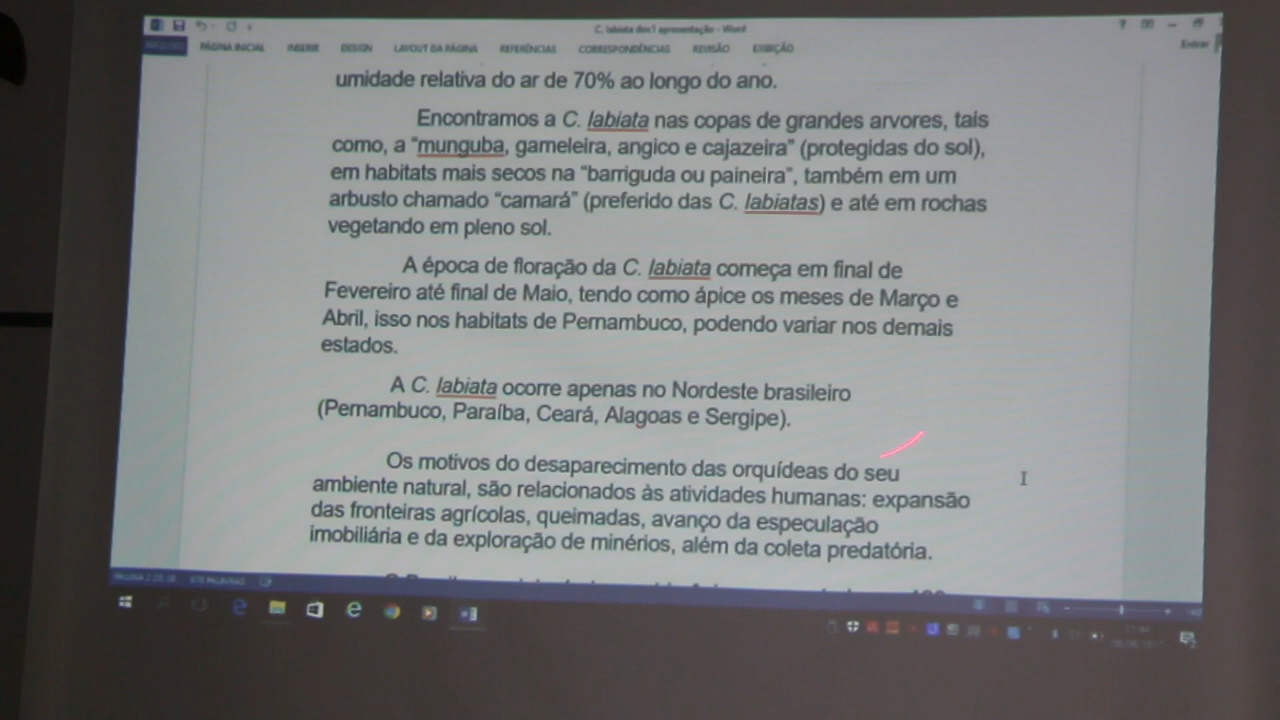 C. labiata doc1 apresentação - Word
ARQUIVO PÁGINA INICIAL INSERIR DESIGN LAYOUT DA PÁGINA REFERÊNCIAS CORRESPONDÊNCIAS REVISÃO EXIBIÇÃO Entrar
umidade relativa do ar de 70% ao longo do ano.
Encontramos a C. labiata nas copas de grandes arvores, tais
como, a “munguba, gameleira, angico e cajazeira” (protegidas do sol),
em habitats mais secos na “barriguda ou paineira”, também em um
arbusto chamado “camará” (preferido das C. labiatas) e até em rochas
vegetando em pleno sol.
A época de floração da C. labiata começa em final de
Fevereiro até final de Maio, tendo como ápice os meses de Março e
Abril, isso nos habitats de Pernambuco, podendo variar nos demais
estados.
A C. labiata ocorre apenas no Nordeste brasileiro
(Pernambuco, Paraíba, Ceará, Alagoas e Sergipe).
Os motivos do desaparecimento das orquídeas do seu
ambiente natural, são relacionados às atividades humanas: expansão
das fronteiras agrícolas, queimadas, avanço da especulação
imobiliária e da exploração de minérios, além da coleta predatória.